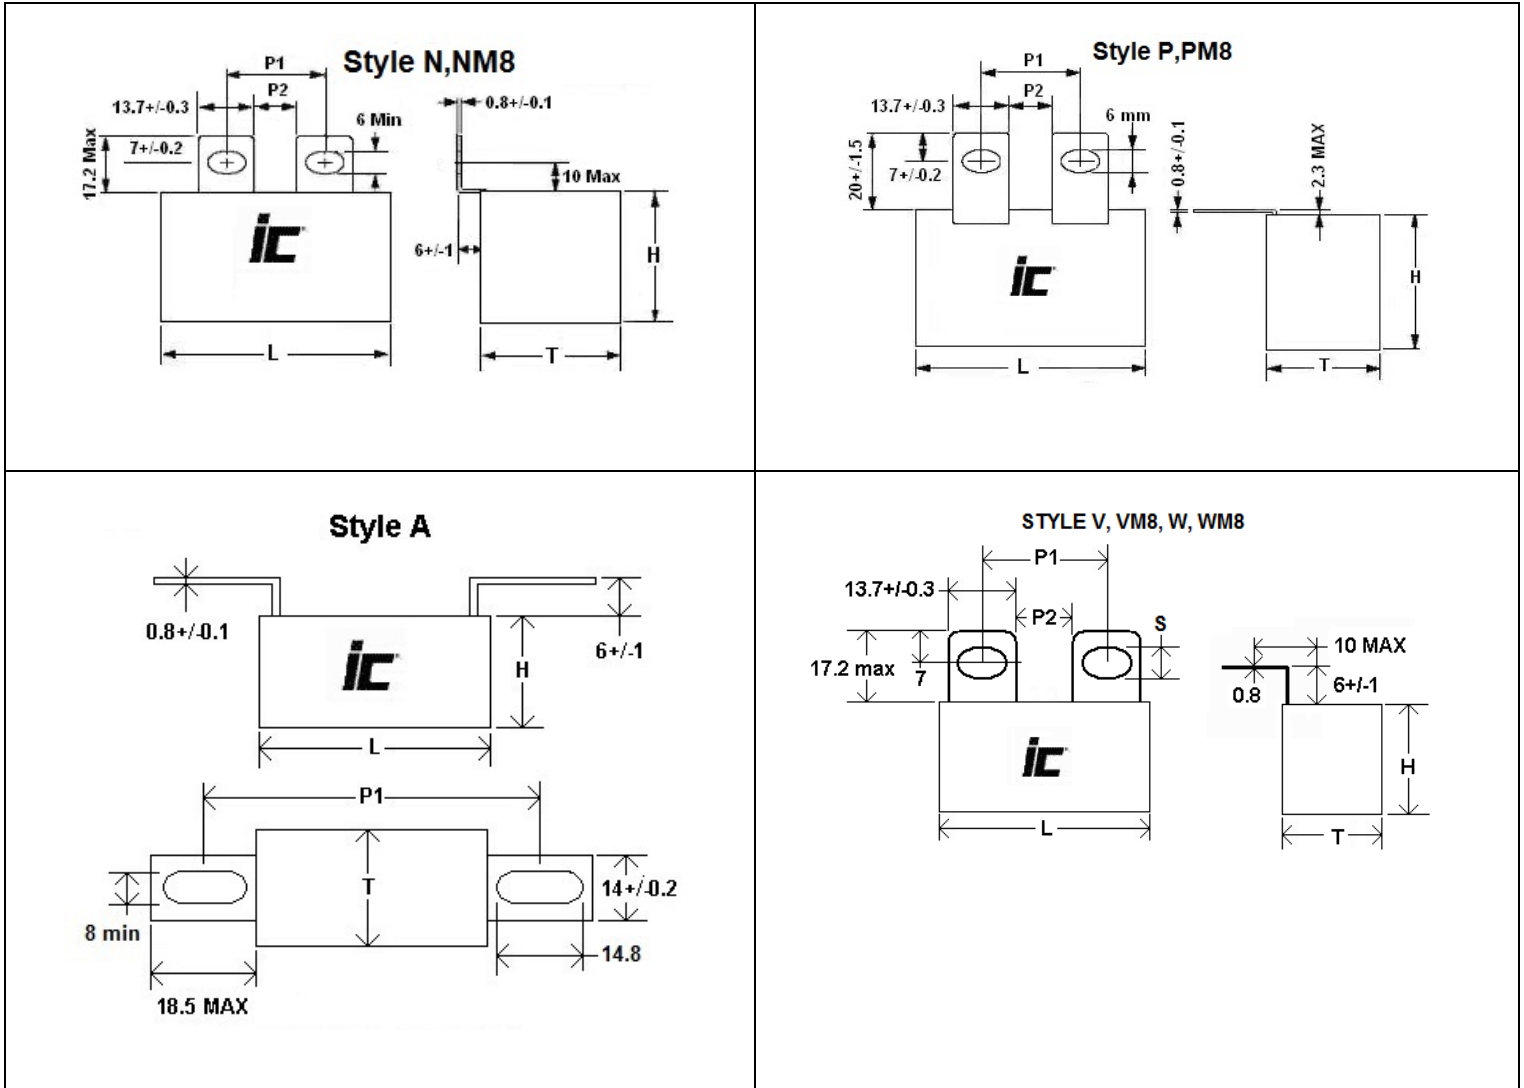 Style N,NM8
P1
P2
13.7+/-0.3
0.8+/-0.1
6 Min
17.2 Max
7+/-0.2
10 Max
ic
6+/-1
H
L
T
Style P,PM8
P1
P2
13.7+/-0.3
6 mm
20+/-1.5
7+/-0.2
0.8+/-0.1
2.3 MAX
ic
H
L
T
Style A
0.8+/-0.1
6+/-1
ic
H
L
P1
T
14+/-0.2
8 min
14.8
18.5 MAX
STYLE V, VM8, W, WM8
P1
13.7+/-0.3
P2
S
17.2 max
7
10 MAX
0.8
6+/-1
ic
H
L
T